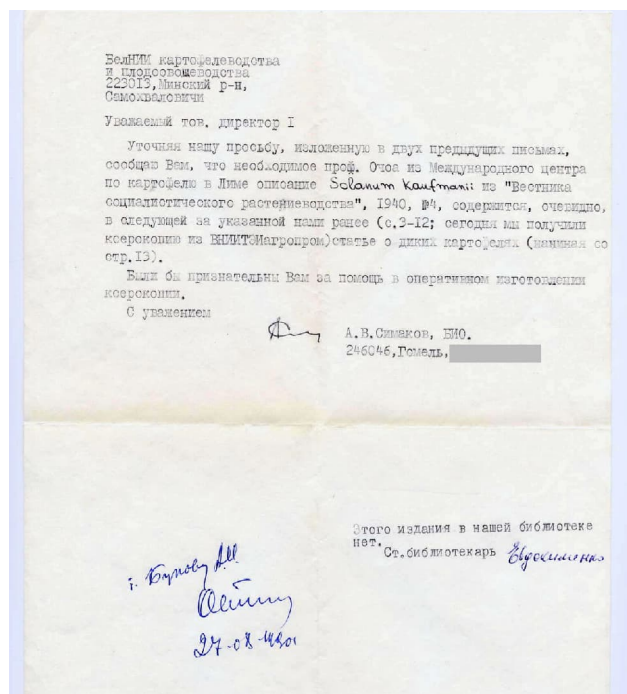 БелНИИ картофелеводства
и плодоовощеводства
223013,Минский р-н,
Самохваловичи
Уважаемый тов. директор I
Уточняя нашу просьбу, изложенную в двух предыдущих письмах,
сообщаю Вам, что необходимое проф. Очоа из Международного центра
по картофелю в Лиме описание Solanum Kaufmanii из "Вестника
социалистического растениеводства", 1940, №4, содержится, очевидно,
в следующей за указанной нами ранее (с.3-12; сегодня мы получили
ксерокопию из ВНИИТЭИагропром)статье о диких картофелях (начиная со
стр.13).
Были бы признательны Вам за помощь в оперативном изготовлении
ксерокопии.
С уважением
А.В.Симаков, БИО.
246046,Гомель,
Этого издания в нашей библиотеке
нет.
Ст.библиотекарь Евдокименко
т. Букову А.И.